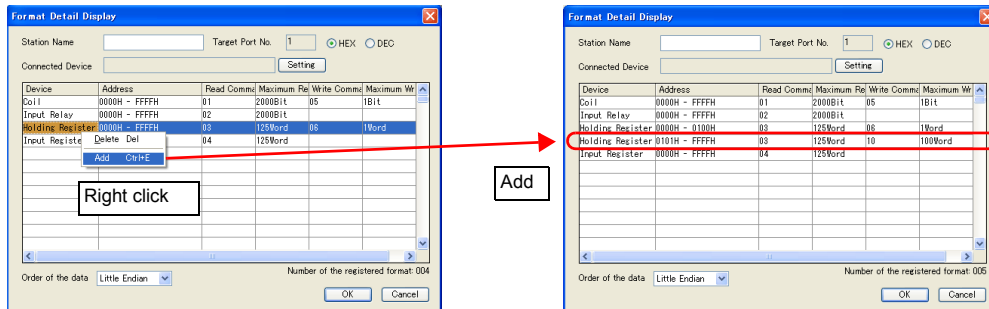 Format Detail Display
Station Name
Target Port No. 1 HEX DEC
Connected Device
Setting
Device Address Read Comma Maximum Re Write Comma Maximum Wr
Coil 0000H - FFFFH 01 2000Bit 05 1Bit
Input Relay 0000H - FFFFH 02 2000Bit
Holding Register 0000H - FFFFH 03 125Word 06 1Word
Input Registe 04 125Word
Delete Del
Add Ctrl+E
Right click
Order of the data Little Endian
Number of the registered format: 004
OK Cancel
Add
Format Detail Display
Station Name
Target Port No. 1 HEX DEC
Connected Device
Setting
Device Address Read Comma Maximum Re Write Comma Maximum Wr
Coil 0000H - FFFFH 01 2000Bit 05 1Bit
Input Relay 0000H - FFFFH 02 2000Bit
Holding Register 0000H - 0100H 03 125Word 06 1Word
Holding Register 0101H - FFFFH 03 125Word 10 100Word
Input Register 0000H - FFFFH 04 125Word
Order of the data Little Endian
Number of the registered format: 005
OK Cancel